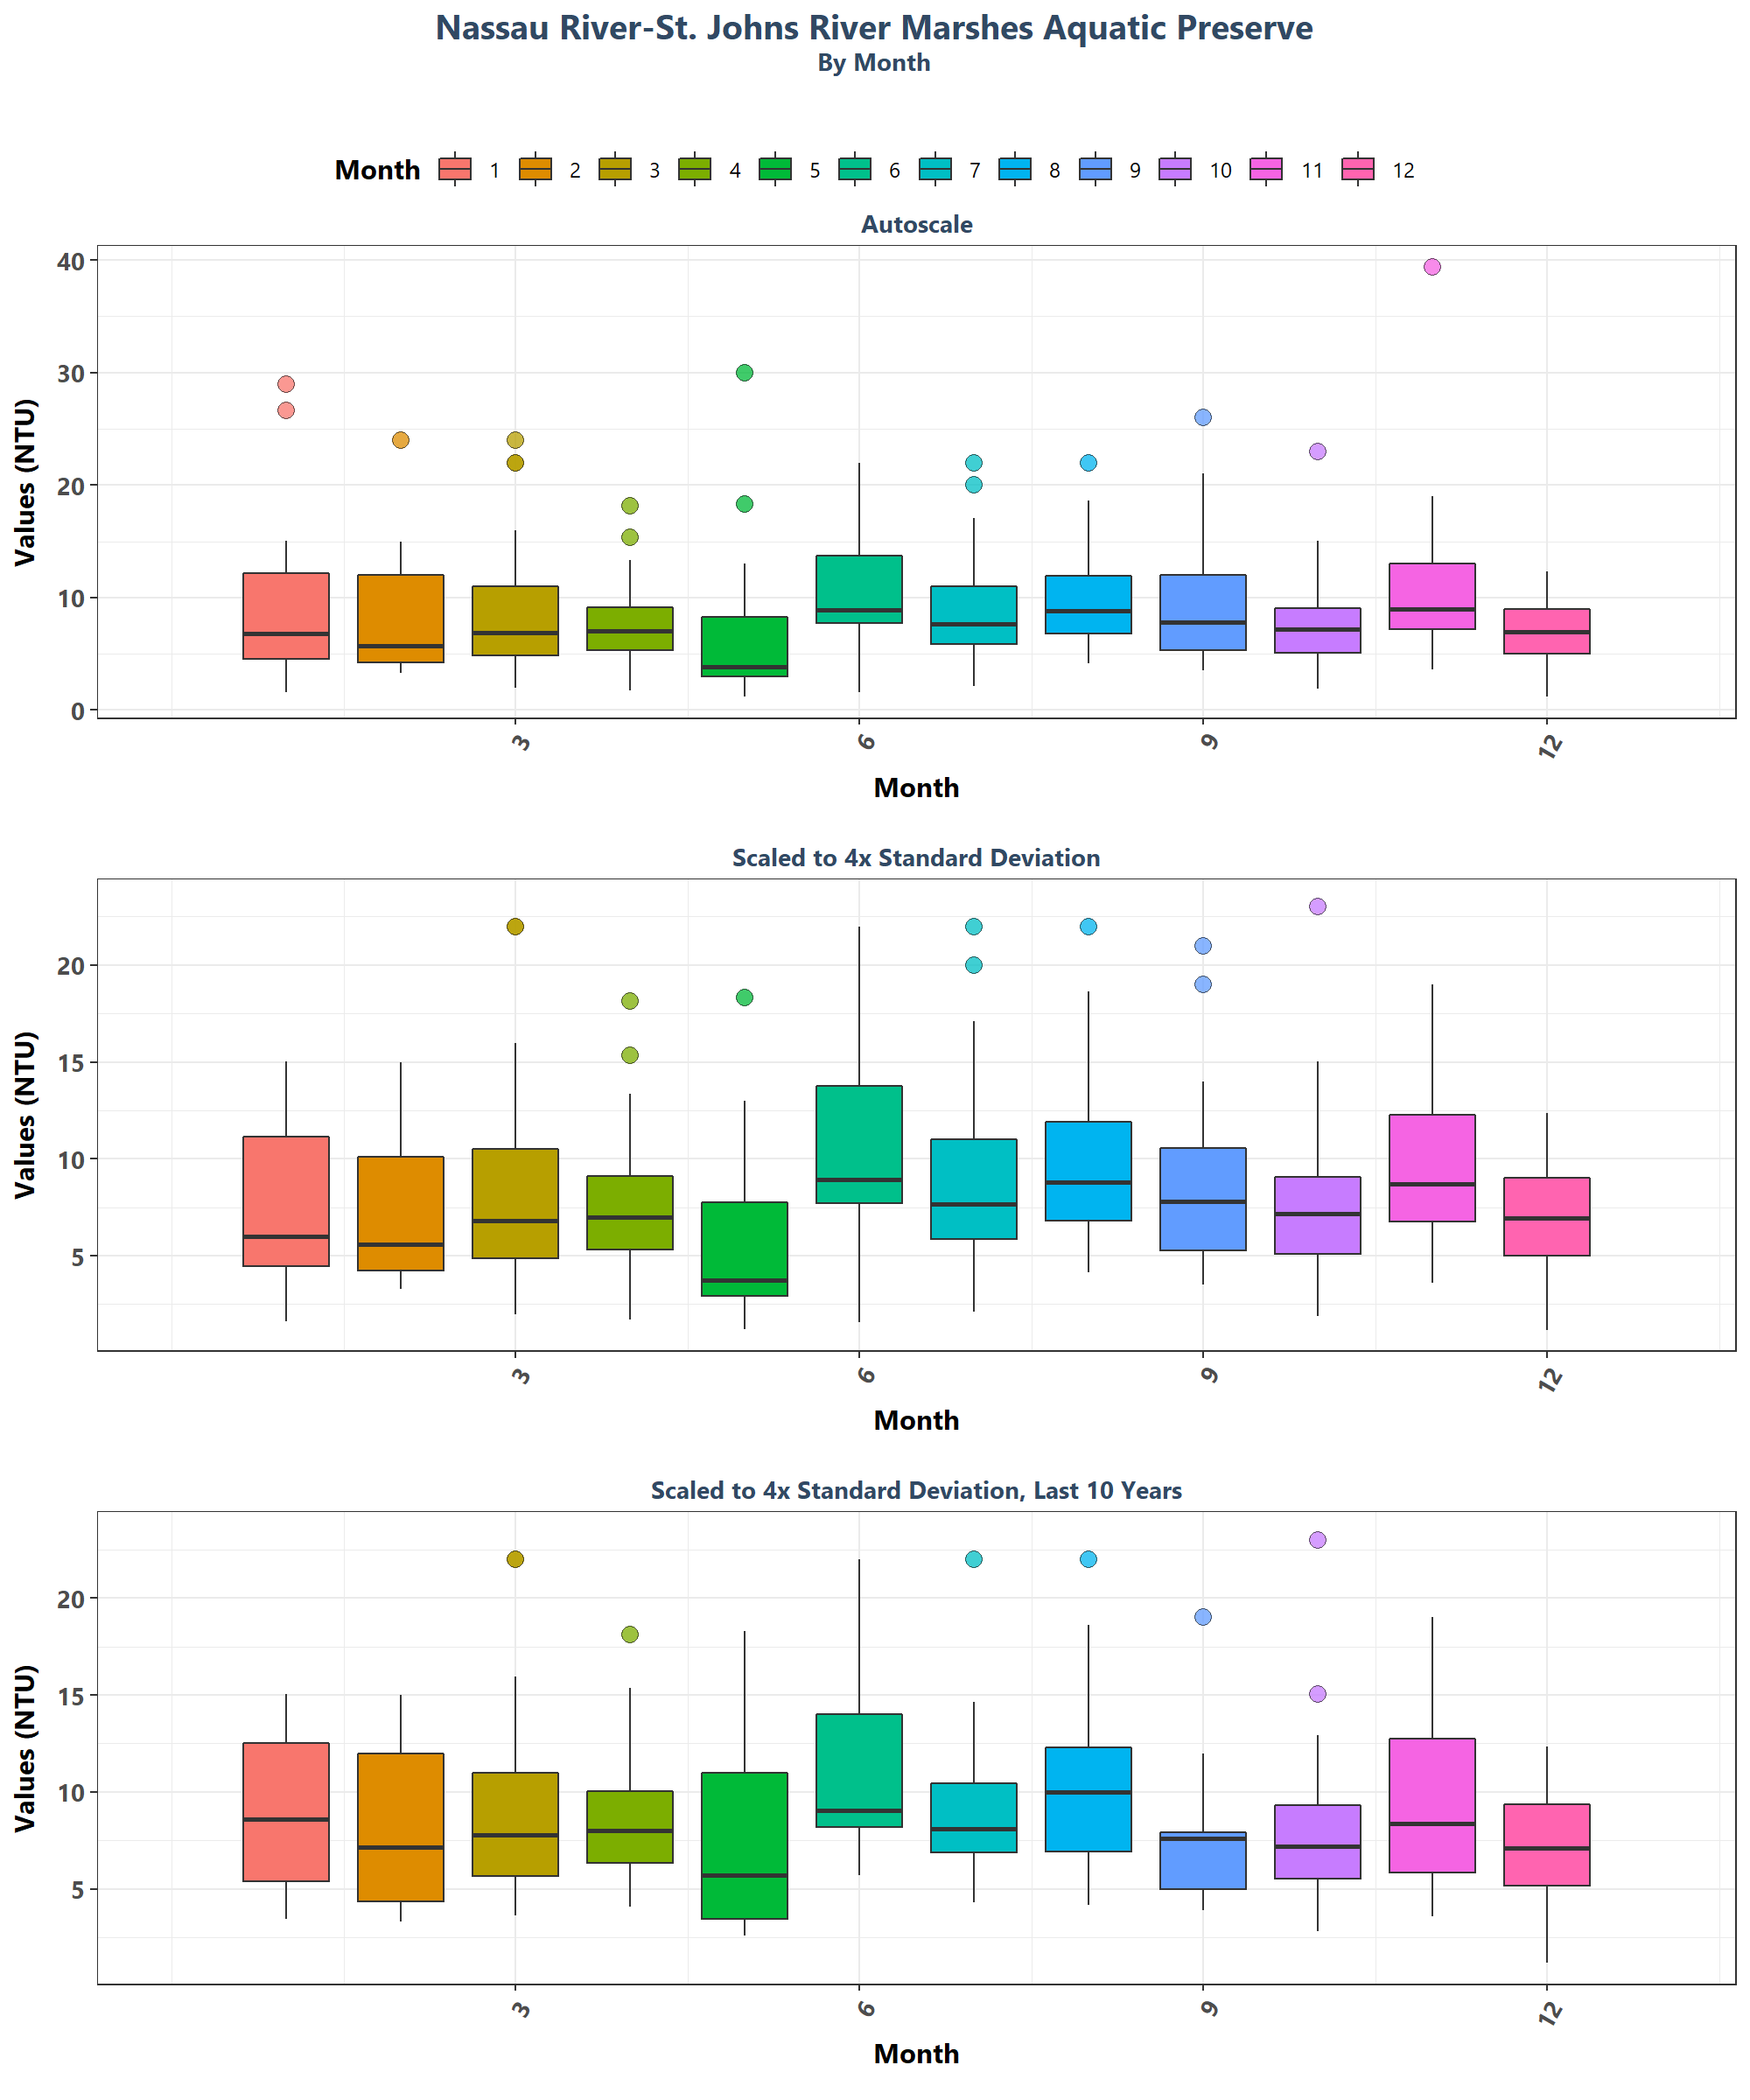 Nassau River-St. Johns River Marshes Aquatic Preserve
By Month
Month 1 2 3 4 5 6 7 8 9 10 11 12
Autoscale
Values (NTU)
40
30
20
10
0
3 6 9 12
Month
Scaled to 4x Standard Deviation
Values (NTU)
20
15
10
5
3 6 9 12
Month
Scaled to 4x Standard Deviation, Last 10 Years
Values (NTU)
20
15
10
5
3 6 9 12
Month